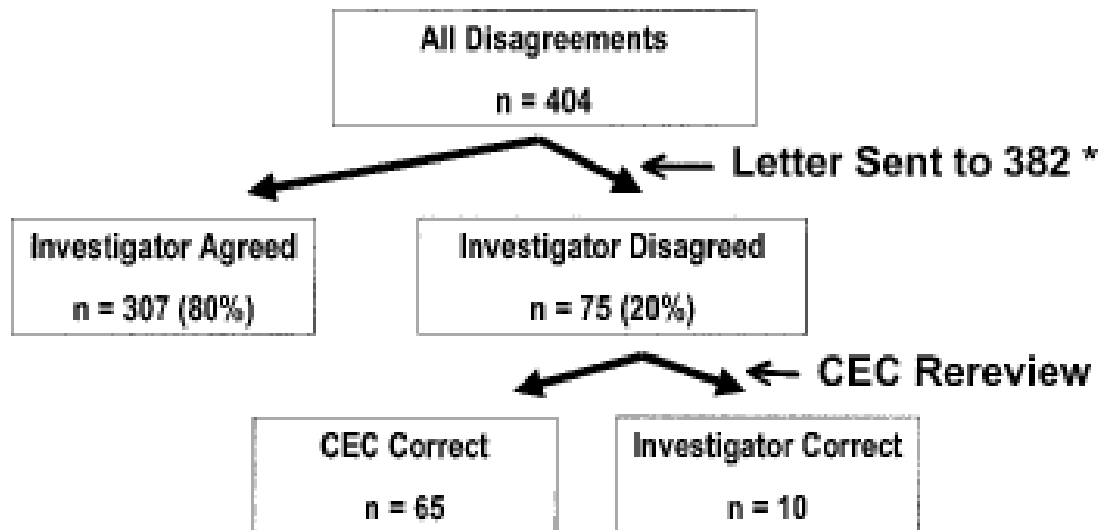 All Disagreements
n = 404
Letter Sent to 382 *
Investigator Agreed
n = 307 (80%)
Investigator Disagreed
n = 75 (20%)
CEC Rereview
CEC Correct
n = 65
Investigator Correct
n = 10